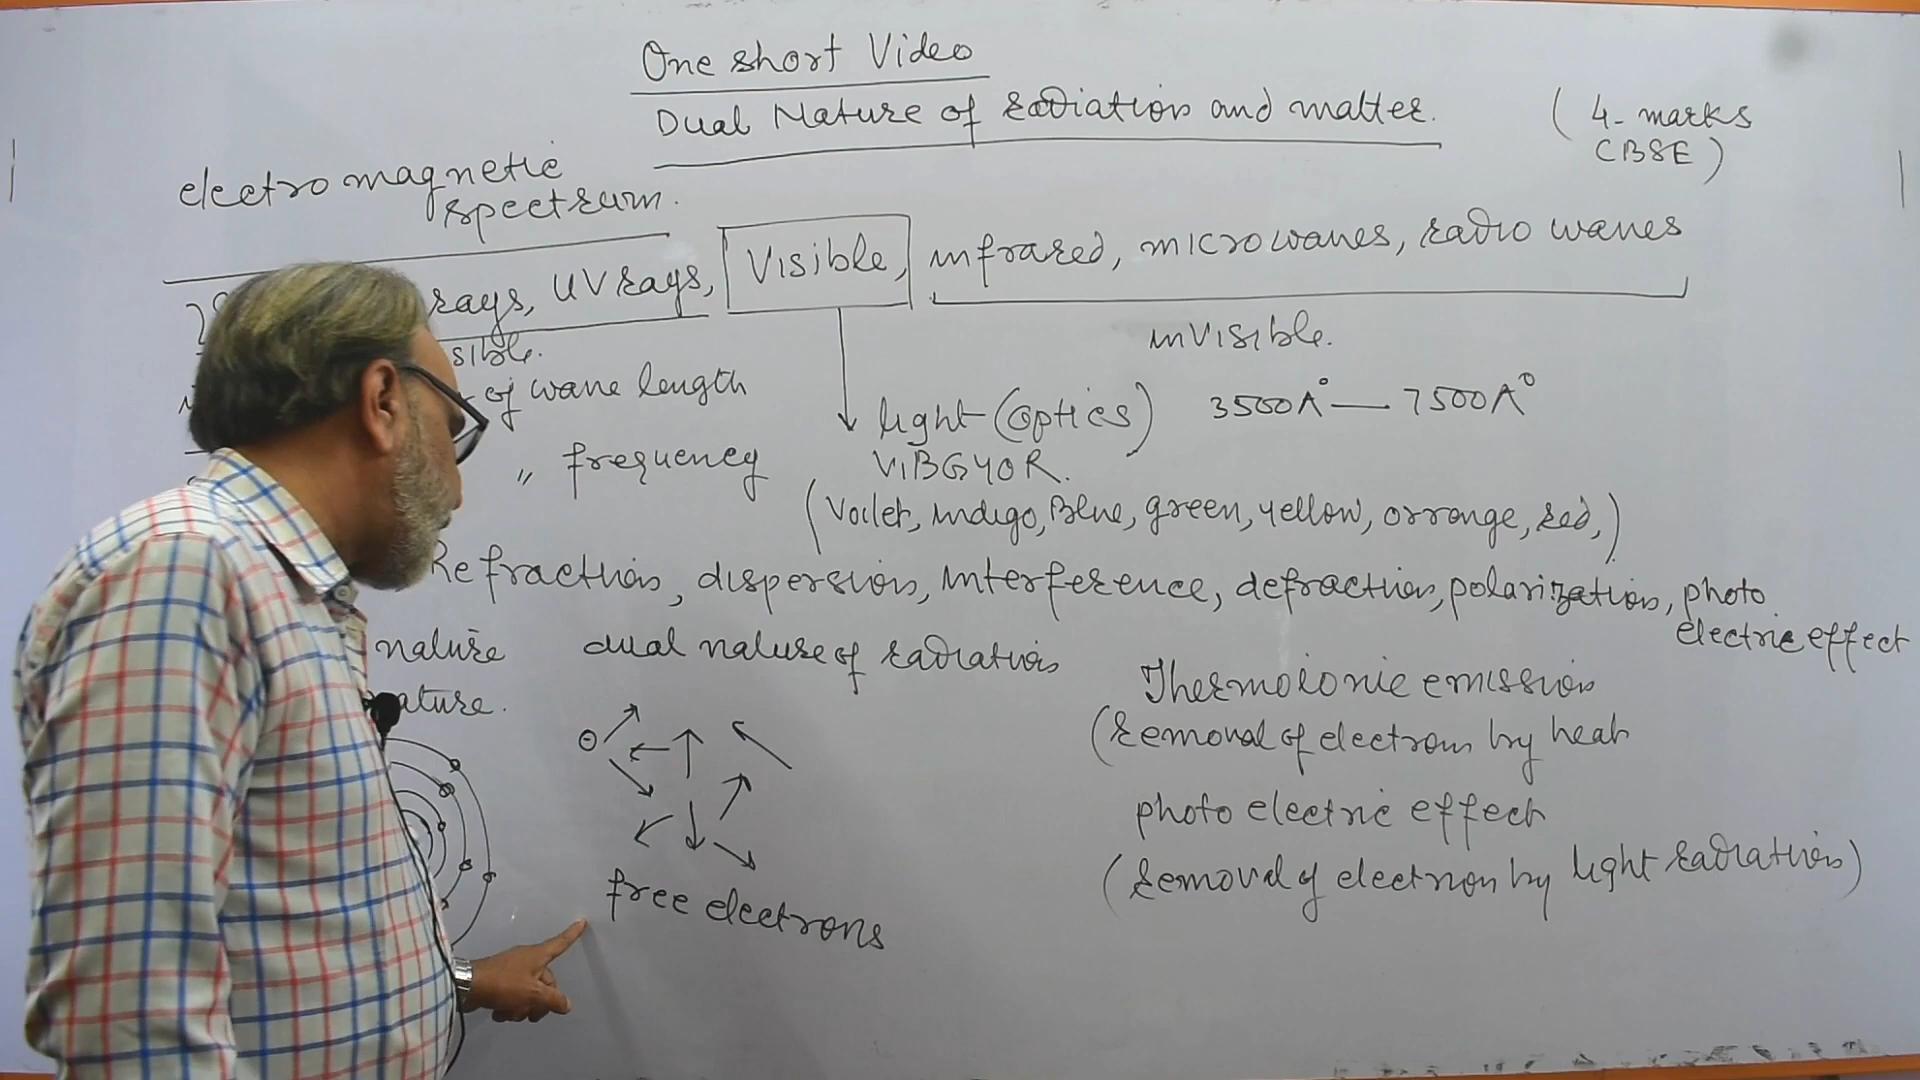 One short Video
Dual Nature of radiation and matter.
( 4- marks
CBSE )
electromagnetic
spectrum.
rays, UV rays, Visible, infrared, microwaves, radio waves
sible.
invisible.
of wave length
light (optics) 3500A° — 7500A°
" frequency
VIBGYOR.
(Voilet, indigo, Blue, green, yellow, orrange, red,)
Refraction, dispersion, interference, defraction, polarization, photo
electric effect
nature dual nature of radiation
ature.
Thermoionic emission
(removal of electron by heat
photo electric effect
(removal of electron by light radiation)
free electrons